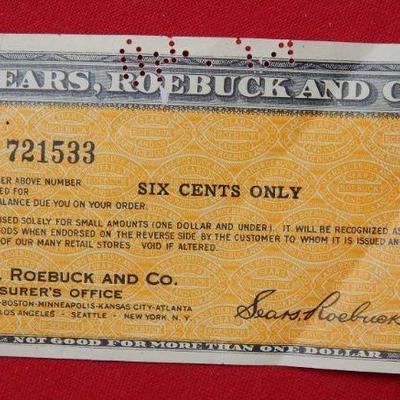 EARS, ROEBUCK AND C
721533
ER ABOVE NUMBER
ED FOR
SIX CENTS ONLY
ALANCE DUE YOU ON YOUR ORDER.
ISED SOLELY FOR SMALL AMOUNTS (ONE DOLLAR AND UNDER). IT WILL BE RECOGNIZED AS
ODS WHEN ENDORSED ON THE REVERSE SIDE BY THE CUSTOMER TO WHOM IT IS ISSUED AN
OF OUR MANY RETAIL STORES VOID IF ALTERED.
. ROEBUCK AND CO.
SURER'S OFFICE
-BOSTON-MINNEAPOLIS-KANSAS CITY-ATLANTA
LOS ANGELES - SEATTLE - NEW YORK, N.Y.
Sears, Roebuck
NOT GOOD FOR MORE THAN ONE DOLLAR